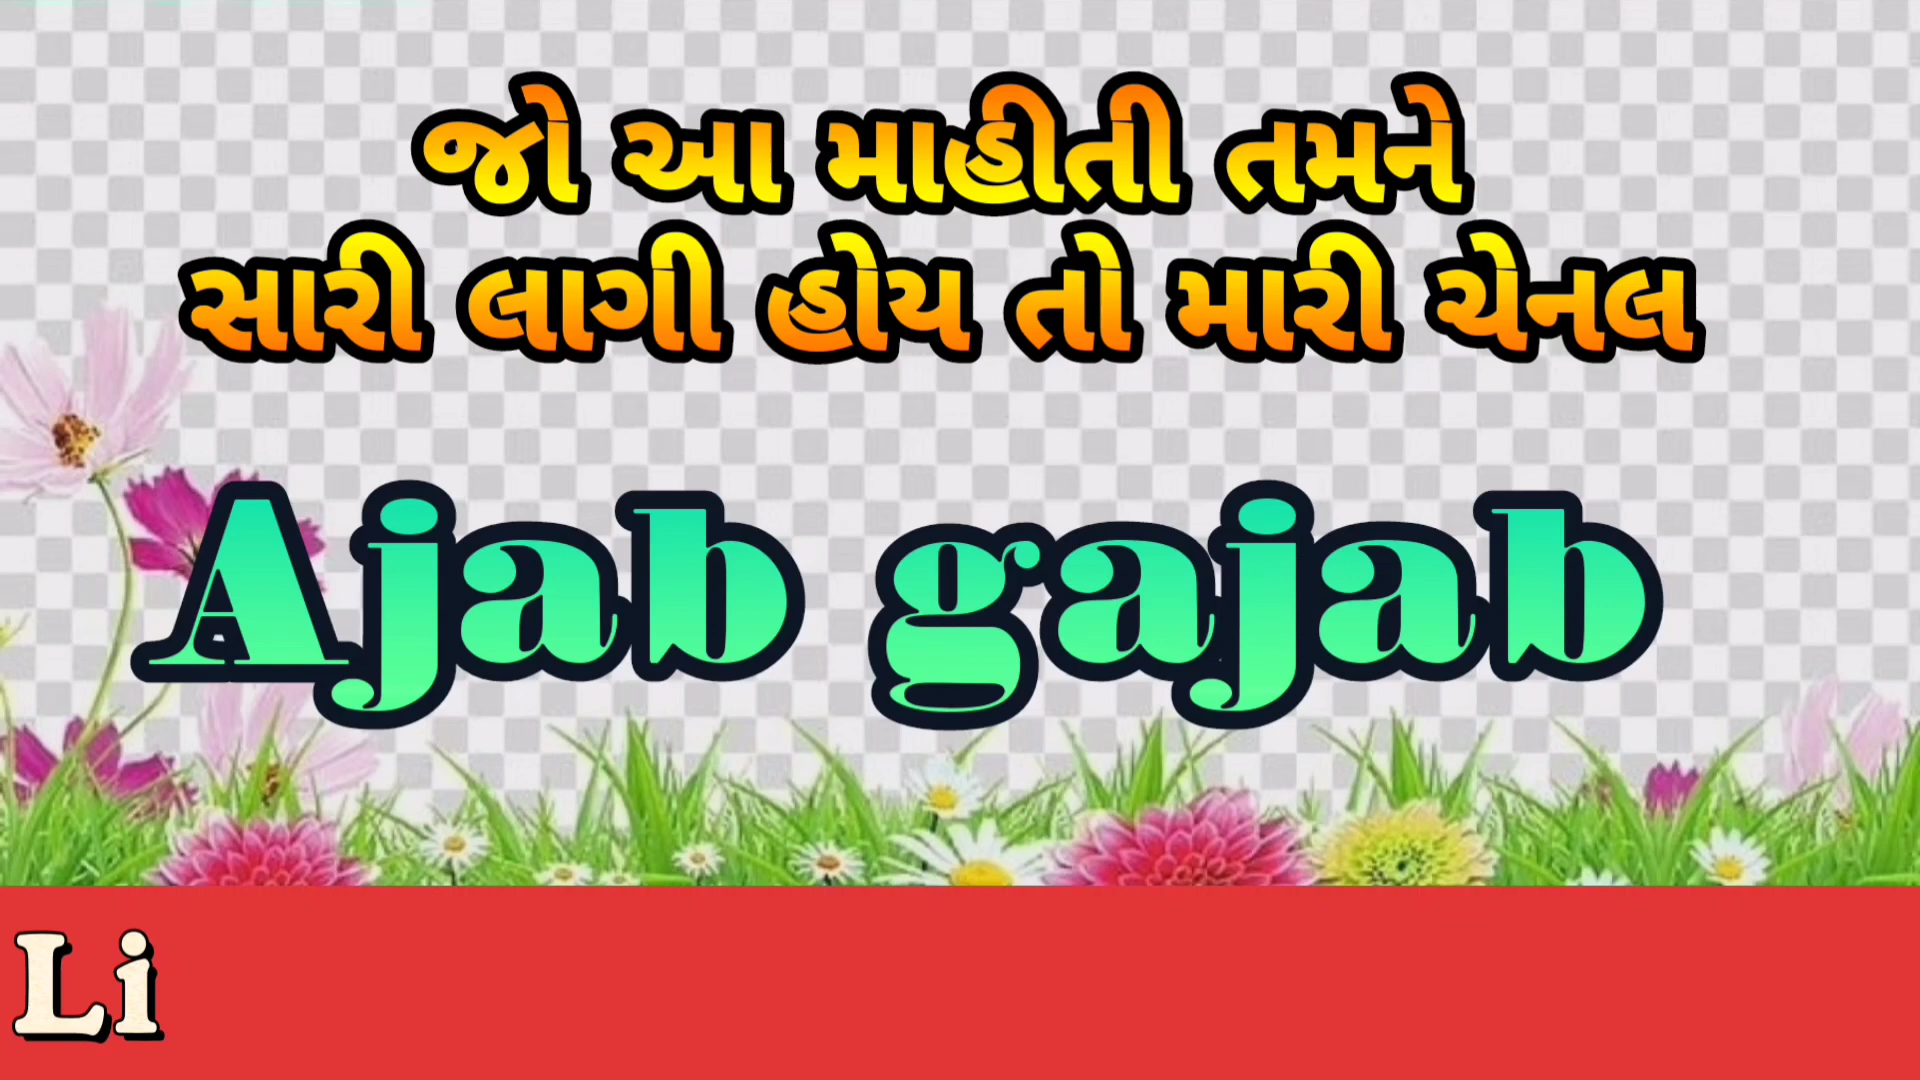 જો આ માહીતી તમને
સારી લાગી હોય તો મારી ચેનલ
Ajab gajab
Li